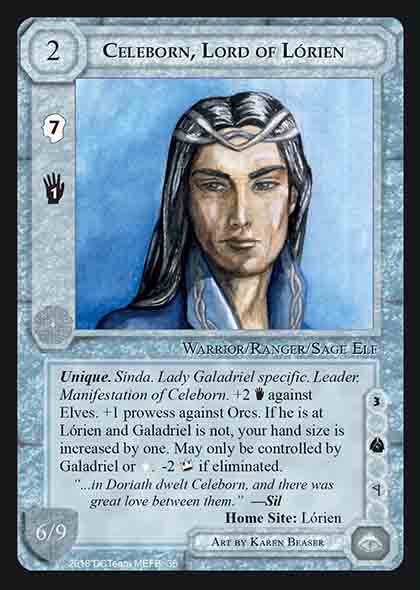 2
CELEBORN, LORD OF LÓRIEN
7
1
WARRIOR/RANGER/SAGE ELF
Unique. Sinda. Lady Galadriel specific. Leader.
Manifestation of Celeborn. +2 against
Elves. +1 prowess against Orcs. If he is at
Lórien and Galadriel is not, your hand size is
increased by one. May only be controlled by
Galadriel or . -2 if eliminated.
3
"...in Doriath dwelt Celeborn, and there was
great love between them." —Sil
Home Site: Lórien
6/9
ART BY KAREN BEASER
DCTeam MEFB